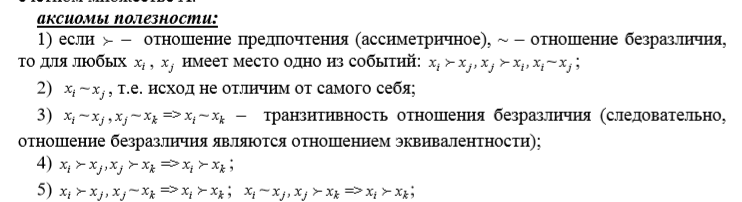 аксиомы полезности:
1) если ≻ – отношение предпочтения (ассиметричное), ~ – отношение безразличия,
то для любых xᵢ , xⱼ имеет место одно из событий: xᵢ ≻ xⱼ, xⱼ ≻ xᵢ, xᵢ ~ xⱼ ;
2) xᵢ ~ xⱼ , т.е. исход не отличим от самого себя;
3) xᵢ ~ xⱼ , xⱼ ~ xₖ => xᵢ ~ xₖ – транзитивность отношения безразличия (следовательно,
отношение безразличия являются отношением эквивалентности);
4) xᵢ ≻ xⱼ, xⱼ ≻ xₖ => xᵢ ≻ xₖ ;
5) xᵢ ≻ xⱼ, xⱼ ~ xₖ => xᵢ ≻ xₖ ; xᵢ ~ xⱼ, xⱼ ≻ xₖ => xᵢ ≻ xₖ ;